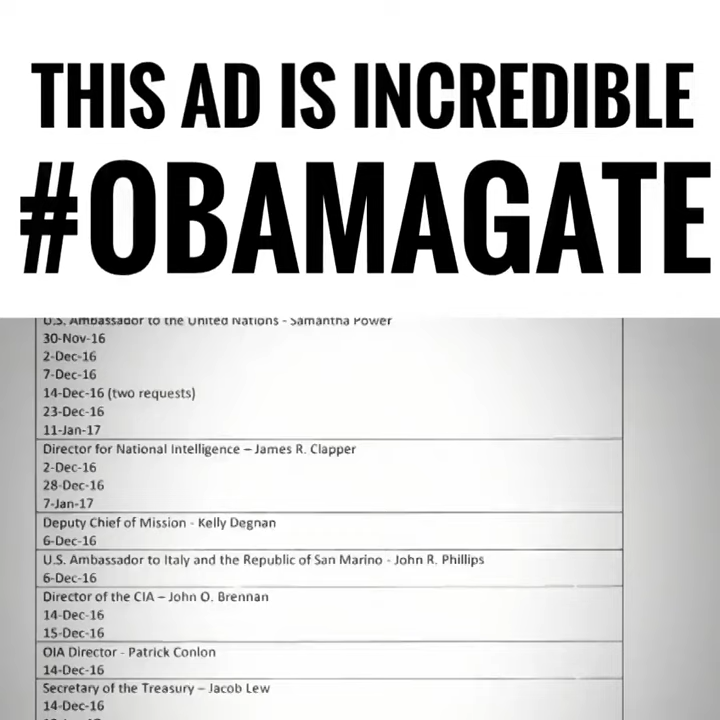 THIS AD IS INCREDIBLE
#OBAMAGATE
U.S. Ambassador to the United Nations - Samantha Power
30-Nov-16
2-Dec-16
7-Dec-16
14-Dec-16 (two requests)
23-Dec-16
11-Jan-17
Director for National Intelligence – James R. Clapper
2-Dec-16
28-Dec-16
7-Jan-17
Deputy Chief of Mission - Kelly Degnan
6-Dec-16
U.S. Ambassador to Italy and the Republic of San Marino - John R. Phillips
6-Dec-16
Director of the CIA – John O. Brennan
14-Dec-16
15-Dec-16
OIA Director - Patrick Conlon
14-Dec-16
Secretary of the Treasury – Jacob Lew
14-Dec-16